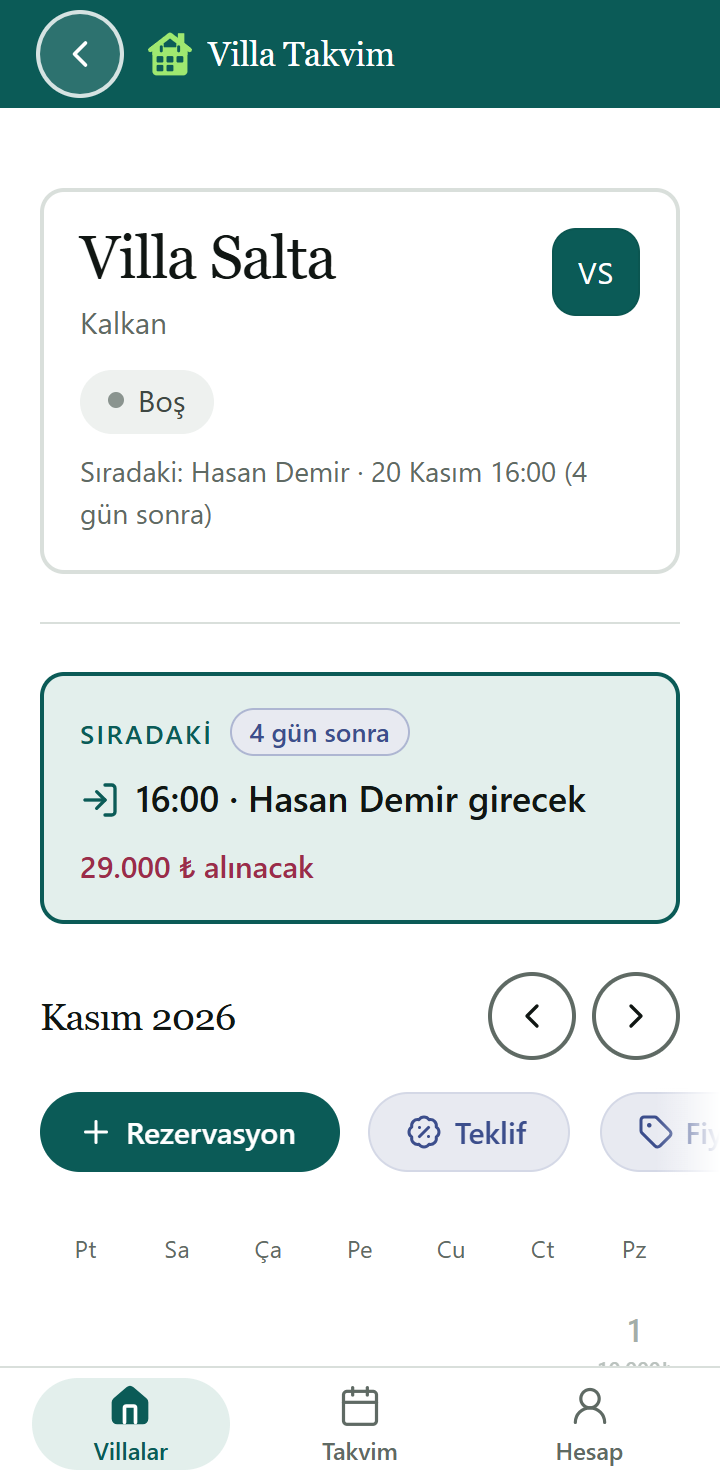 Villa Takvim
Villa Salta
VS
Kalkan
Boş
Sıradaki: Hasan Demir · 20 Kasım 16:00 (4
gün sonra)
SIRADAKİ
4 gün sonra
16:00 · Hasan Demir girecek
29.000 ₺ alınacak
Kasım 2026
Rezervasyon
Teklif
Pt Sa Ça Pe Cu Ct Pz
1
Villalar
Takvim
Hesap